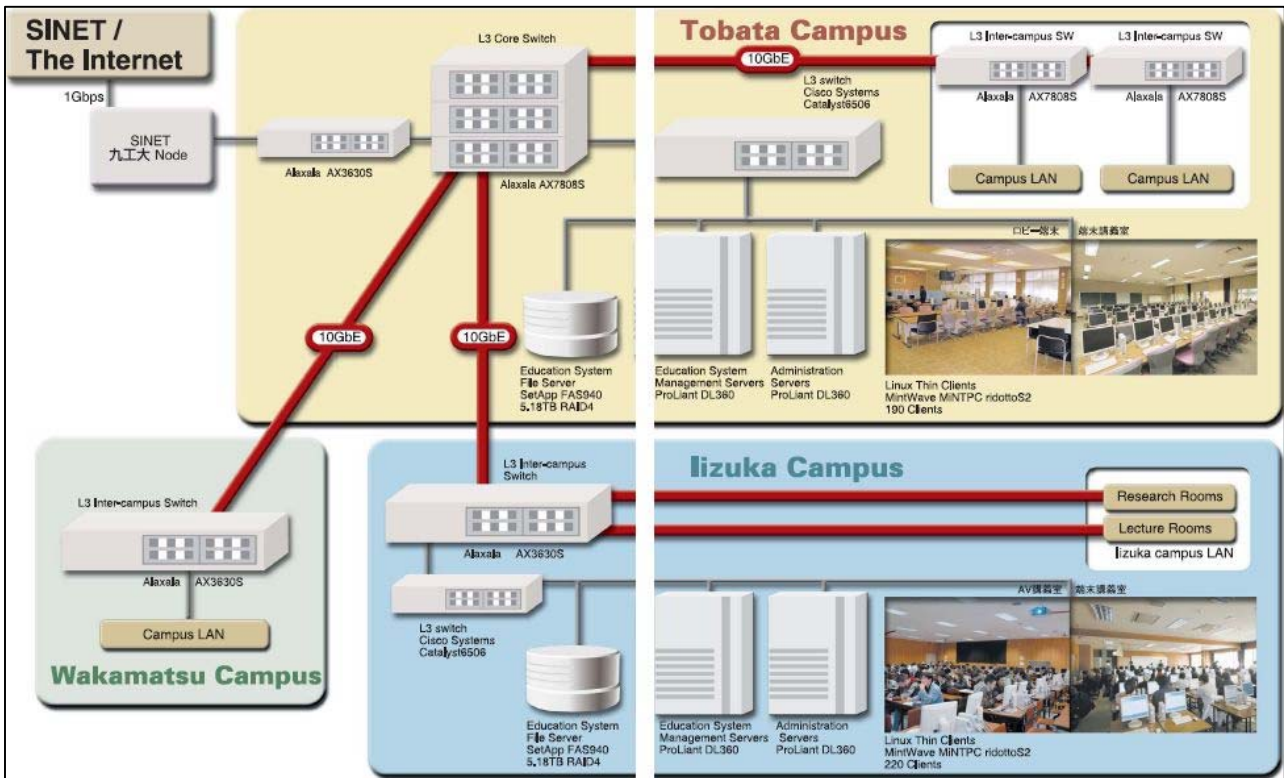 SINET /
The Internet
1Gbps
SINET
九工大 Node
Alaxala AX3630S
L3 Core Switch
Alaxala AX7808S
Tobata Campus
10GbE
L3 switch
Cisco Systems
Catalyst6506
L3 Inter-campus SW
Alaxala AX7808S
Campus LAN
L3 Inter-campus SW
Alaxala AX7808S
Campus LAN
10GbE
10GbE
Education System
File Server
SetApp FAS940
5.18TB RAID4
Education System
Management Servers
ProLiant DL360
Administration
Servers
ProLiant DL360
ロビー端末
端末講義室
Linux Thin Clients
MintWave MiNTPC ridottoS2
190 Clients
L3 Inter-campus Switch
Alaxala AX3630S
Campus LAN
Wakamatsu Campus
Iizuka Campus
L3 Inter-campus
Switch
Alaxala AX3630S
L3 switch
Cisco Systems
Catalyst6506
Research Rooms
Lecture Rooms
Iizuka campus LAN
Education System
File Server
SetApp FAS940
5.18TB RAID4
Education System
Management Servers
ProLiant DL360
Administration
Servers
ProLiant DL360
AV講義室
端末講義室
Linux Thin Clients
MintWave MiNTPC ridottoS2
220 Clients